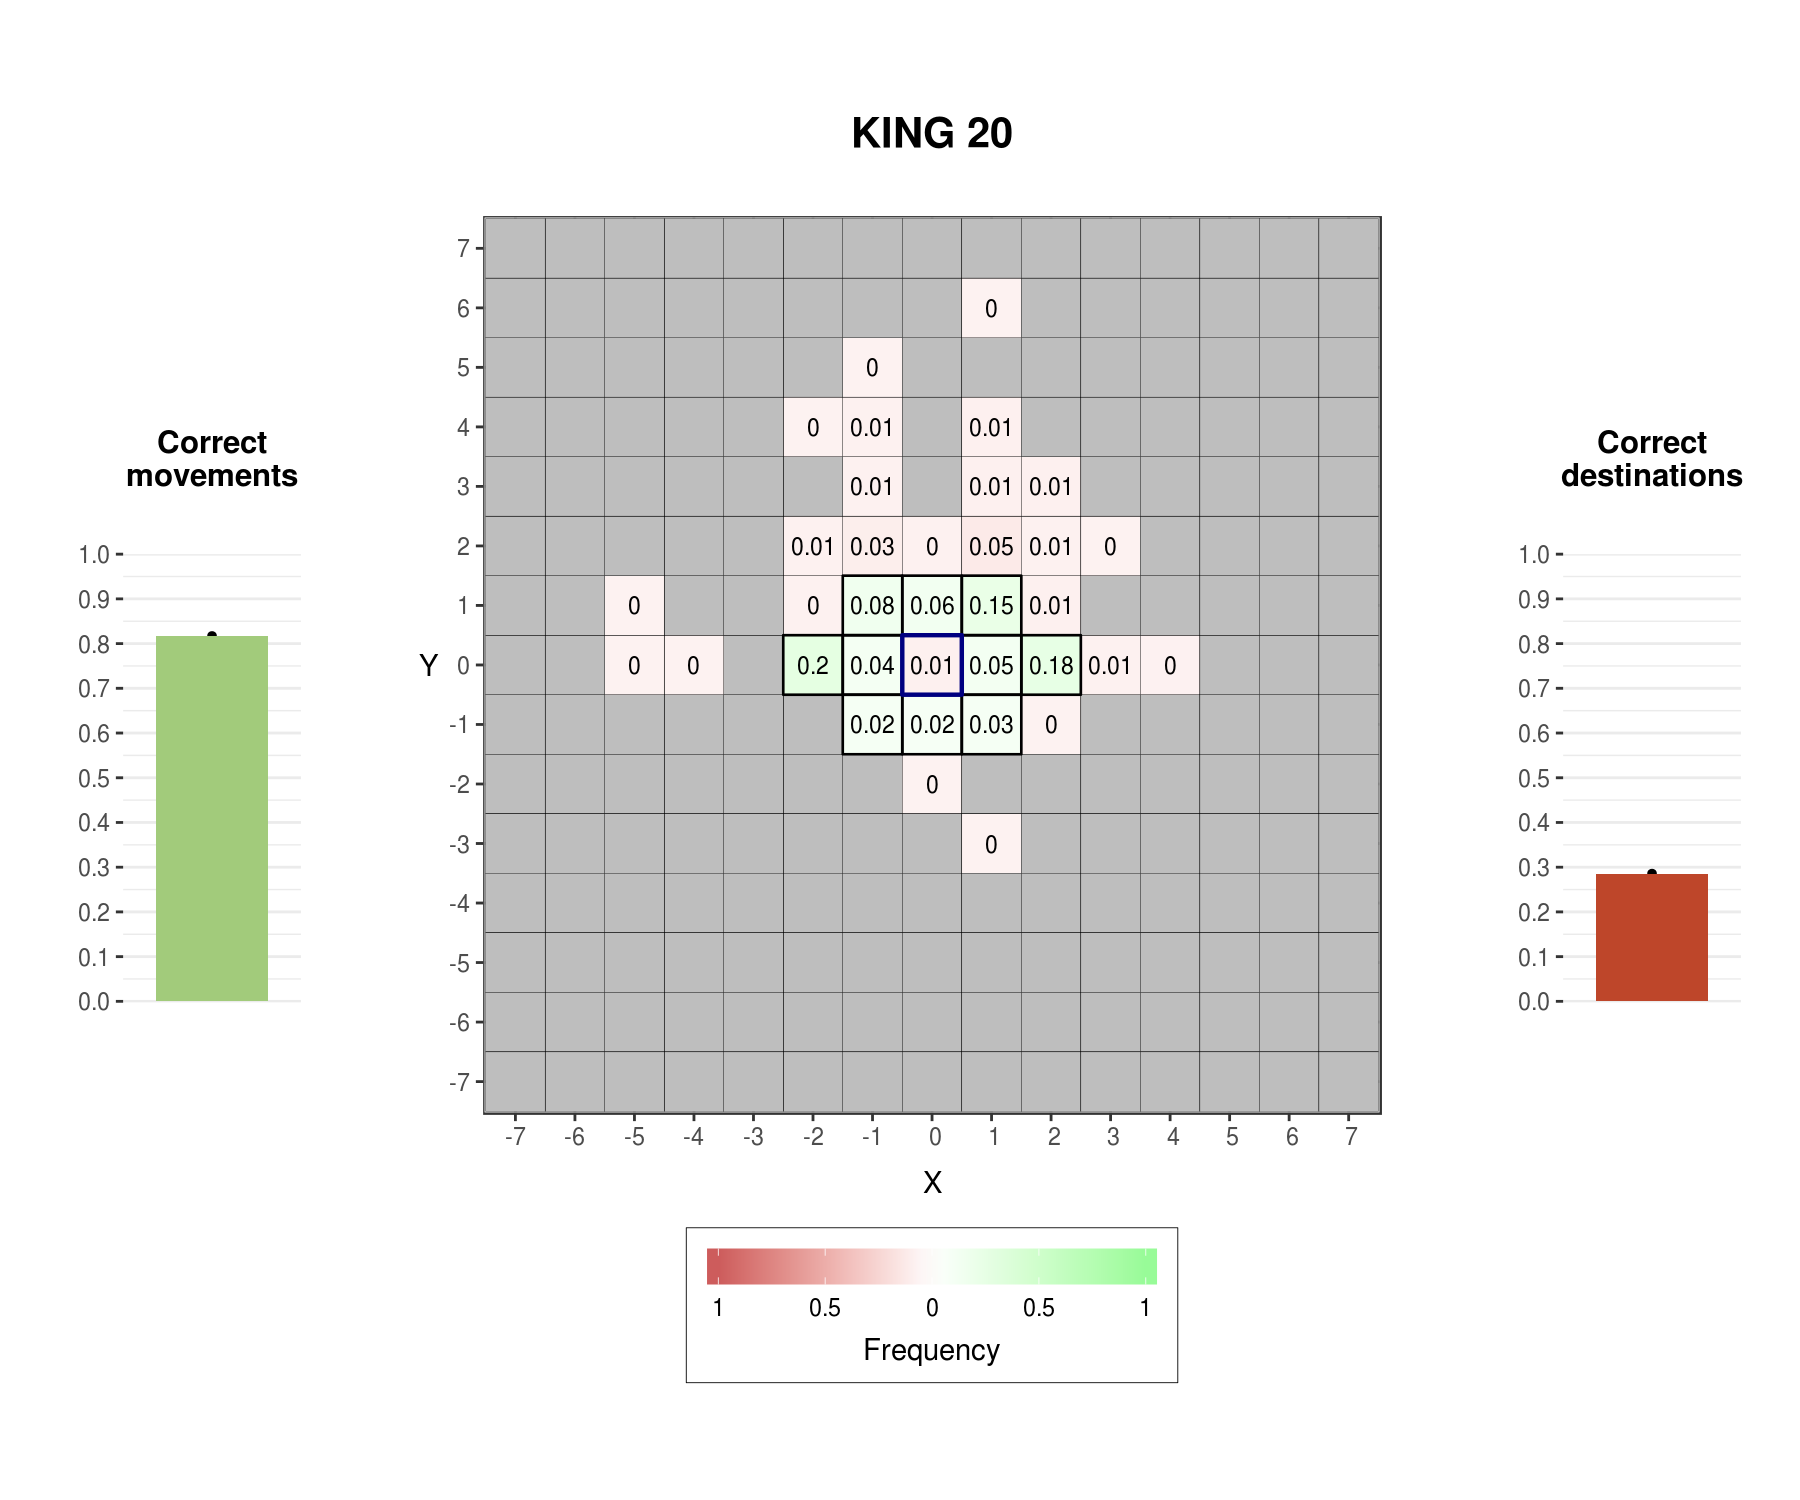 KING 20
Correct
movements
1.0
0.9
0.8
0.7
0.6
0.5
0.4
0.3
0.2
0.1
0.0
Y
7
6 0
5 0
4 0 0.01 0.01
3 0.01 0.01 0.01
2 0.01 0.03 0 0.05 0.01 0
1 0 0 0.08 0.06 0.15 0.01
0 0 0 0.2 0.04 0.01 0.05 0.18 0.01 0
-1 0.02 0.02 0.03 0
-2 0
-3 0
-4
-5
-6
-7
-7 -6 -5 -4 -3 -2 -1 0 1 2 3 4 5 6 7
X
1 0.5 0 0.5 1
Frequency
Correct
destinations
1.0
0.9
0.8
0.7
0.6
0.5
0.4
0.3
0.2
0.1
0.0